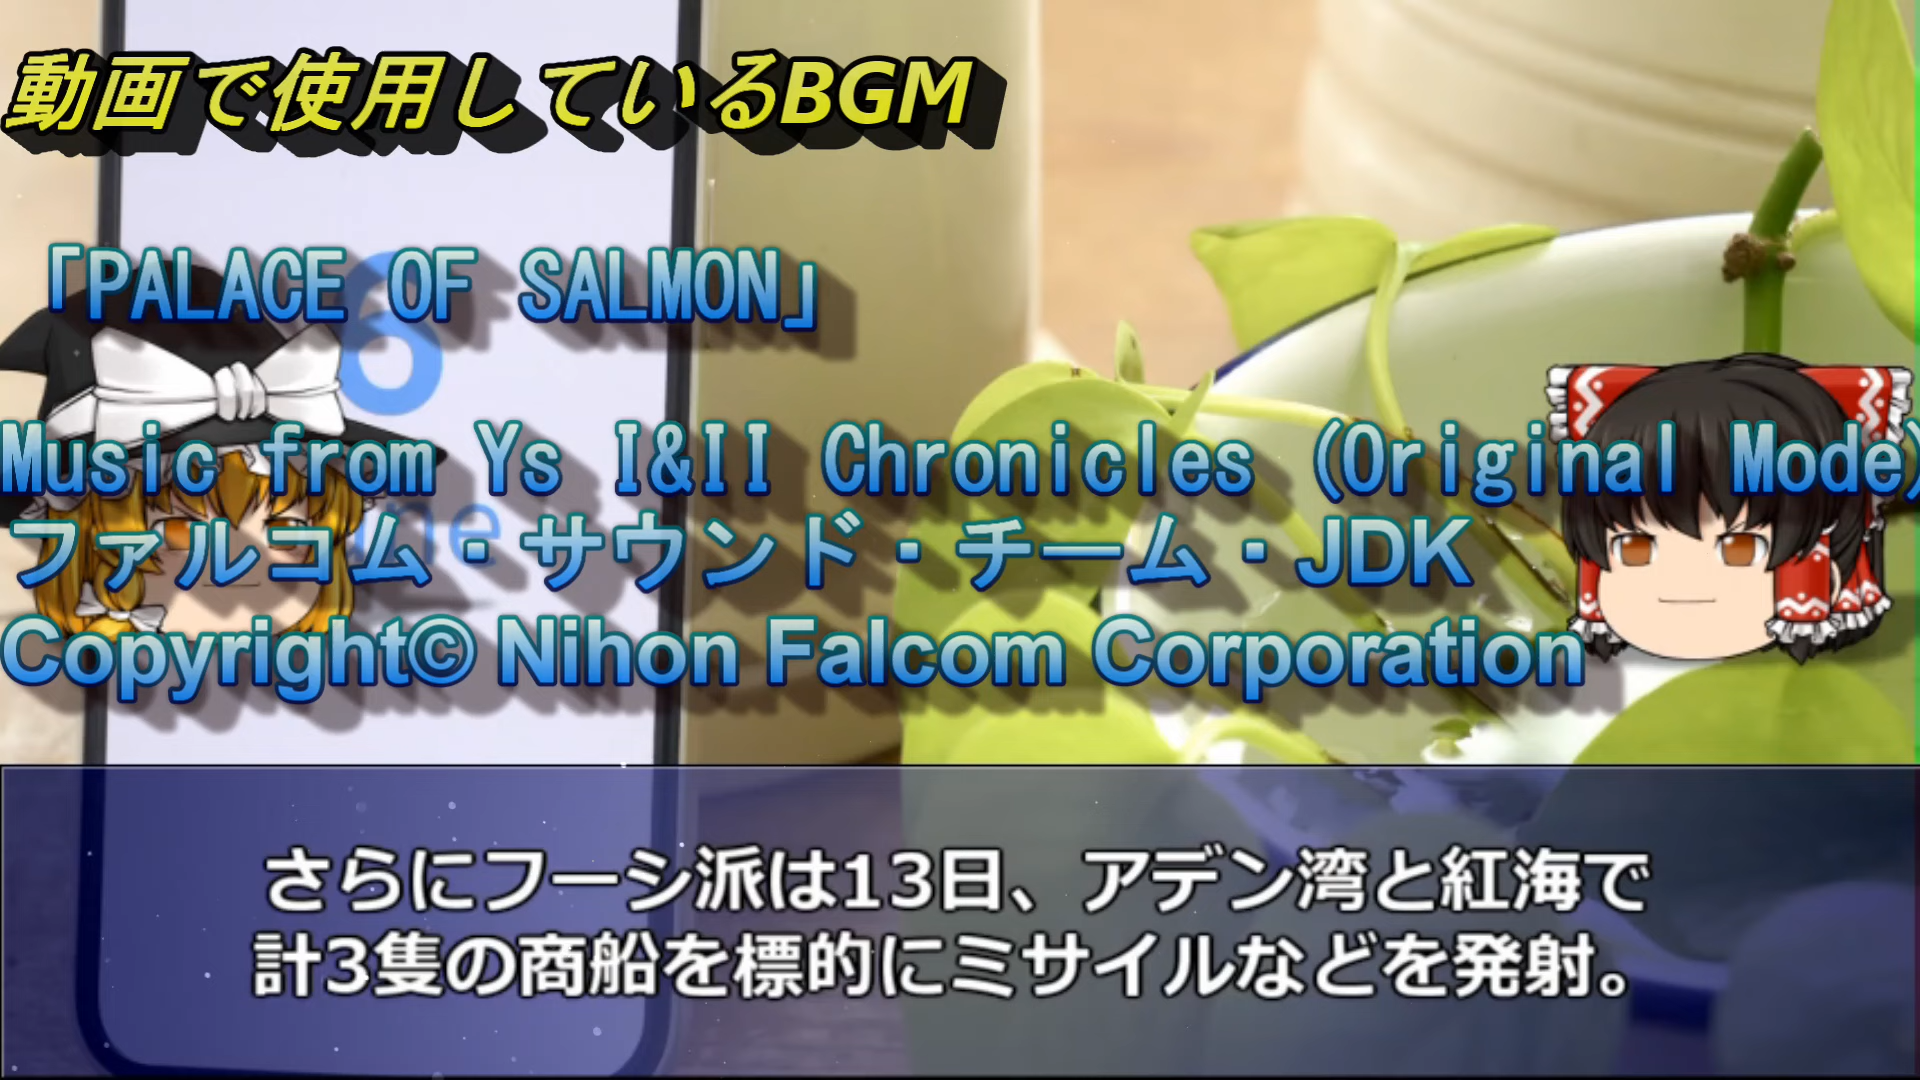 動画で使用しているBGM
「PALACE OF SALMON」
6
Music from Ys I&II Chronicles (Original Mode)
ファルコム・サウンド・チーム・JDK
Copyright© Nihon Falcom Corporation
さらにフーシ派は13日、アデン湾と紅海で
計3隻の商船を標的にミサイルなどを発射。